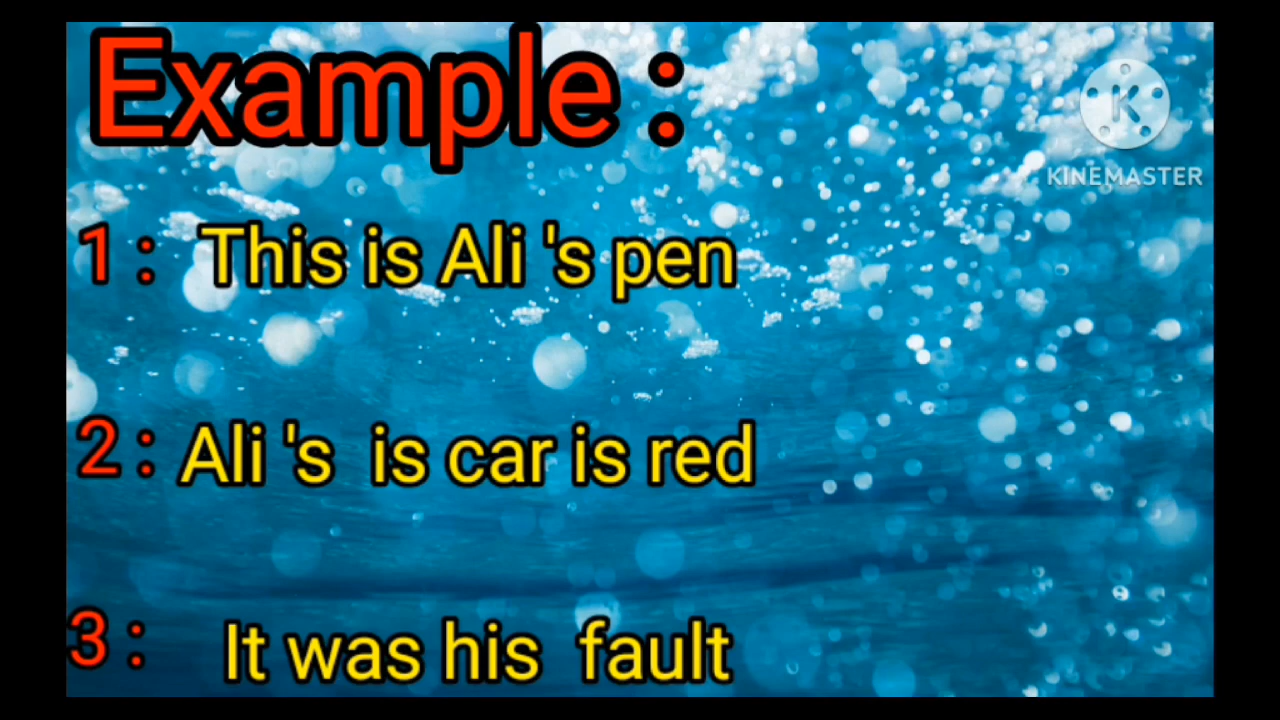 Example :
K
KINEMASTER
1 : This is Ali 's pen
2 : Ali 's is car is red
3 : It was his fault